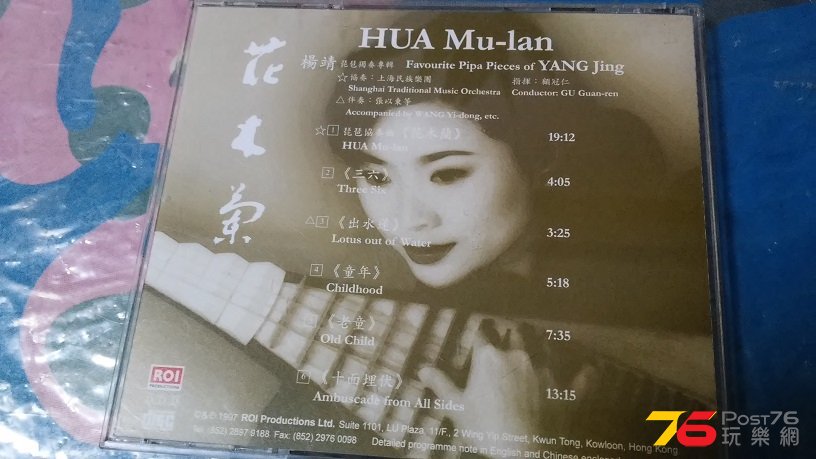 花木蘭
HUA Mu-lan
楊靖 琵琶獨奏專輯 Favourite Pipa Pieces of YANG Jing
☆協奏：上海民族樂團 指揮：顧冠仁
Shanghai Traditional Music Orchestra Conductor: GU Guan-ren
△伴奏：張以東等
Accompanied by WANG Yi-dong, etc.
☆ 1 琵琶協奏曲《花木蘭》 19:12
HUA Mu-lan
2 《三六》 4:05
Three Six
△ 3 《出水蓮》 3:25
Lotus out of Water
4 《童年》 5:18
Childhood
《老童》 7:35
Old Child
6 《十面埋伏》 13:15
Ambuscade from All Sides
ROI
PRODUCTIONS
© & ℗ 1997 ROI Productions Ltd. Suite 1101, LU Plaza, 11/F., 2 Wing Yip Street, Kwun Tong, Kowloon, Hong Kong
Tel: (852) 2897 9188 Fax: (852) 2976 0098 Detailed programme note in English and Chinese enclosed
76 POST76
玩樂網